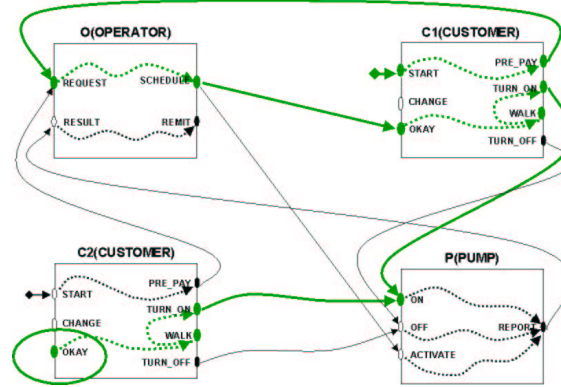 O(OPERATOR)
REQUEST
SCHEDULE
RESULT
REMIT
C1(CUSTOMER)
PRE_PAY
START
TURN_ON
CHANGE
WALK
OKAY
TURN_OFF
C2(CUSTOMER)
PRE_PAY
START
TURN_ON
CHANGE
WALK
OKAY
TURN_OFF
P(PUMP)
ON
OFF
REPORT
ACTIVATE